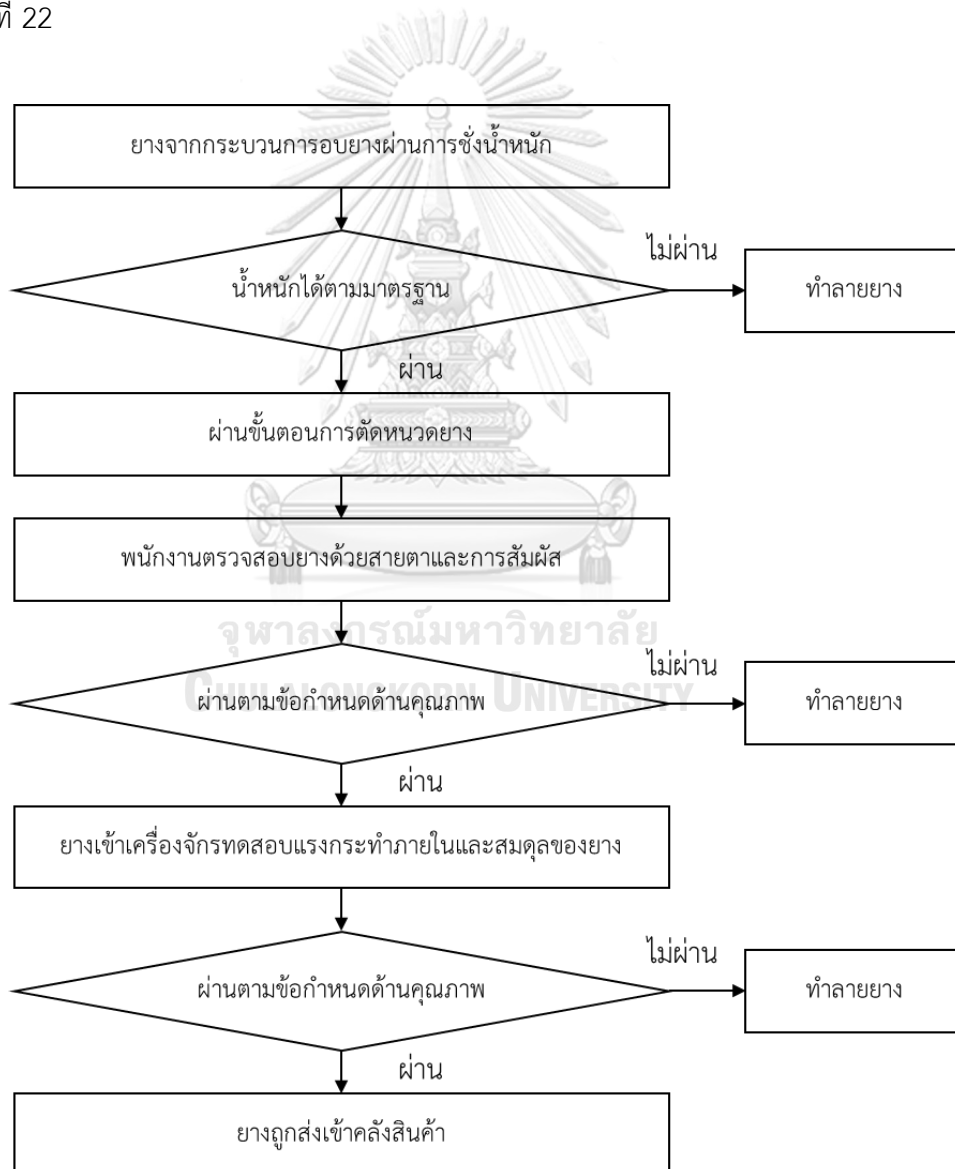 ที่ 22
ยางจากกระบวนการอบยางผ่านการชั่งน้ำหนัก
น้ำหนักได้ตามมาตรฐาน
ไม่ผ่าน
ทำลายยาง
ผ่าน
ผ่านขั้นตอนการตัดหนวดยาง
พนักงานตรวจสอบยางด้วยสายตาและการสัมผัส
จุฬาลงกรณ์มหาวิทยาลัย
CHULALONGKORN UNIVERSITY
ผ่านตามข้อกำหนดด้านคุณภาพ
ไม่ผ่าน
ทำลายยาง
ผ่าน
ยางเข้าเครื่องจักรทดสอบแรงกระทำภายในและสมดุลของยาง
ผ่านตามข้อกำหนดด้านคุณภาพ
ไม่ผ่าน
ทำลายยาง
ผ่าน
ยางถูกส่งเข้าคลังสินค้า